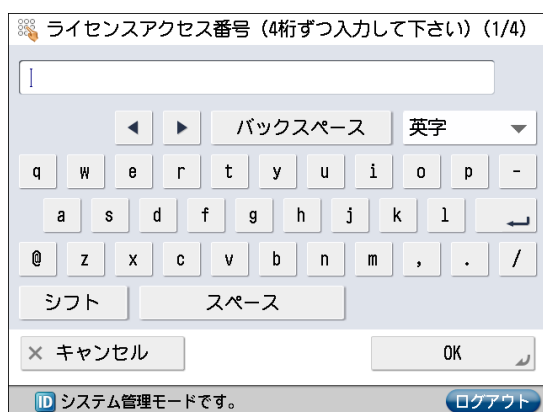 ライセンスアクセス番号 (4桁ずつ入力して下さい) (1/4)
バックスペース 英字
q w e r t y u i o p -
a s d f g h j k l
@ z x c v b n m , . /
シフト スペース
× キャンセル OK
ID システム管理モードです。 ログアウト